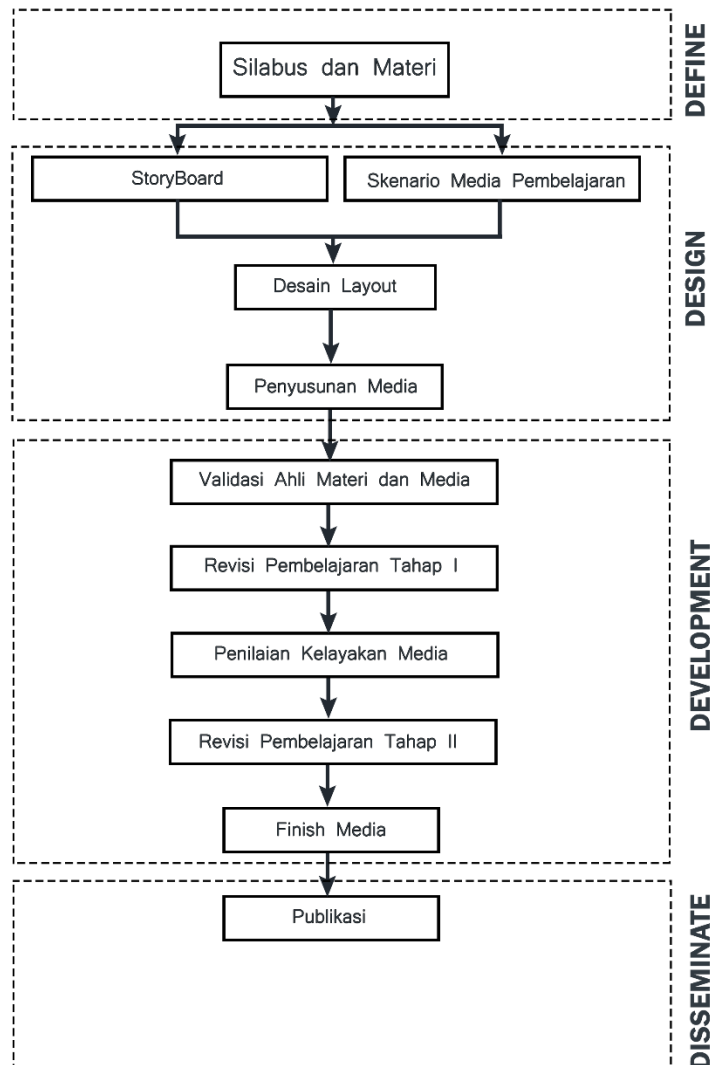 Silabus dan Materi
DEFINE
StoryBoard
Skenario Media Pembelajaran
Desain Layout
Penyusunan Media
DESIGN
Validasi Ahli Materi dan Media
Revisi Pembelajaran Tahap I
Penilaian Kelayakan Media
Revisi Pembelajaran Tahap II
Finish Media
DEVELOPMENT
Publikasi
DISSEMINATE